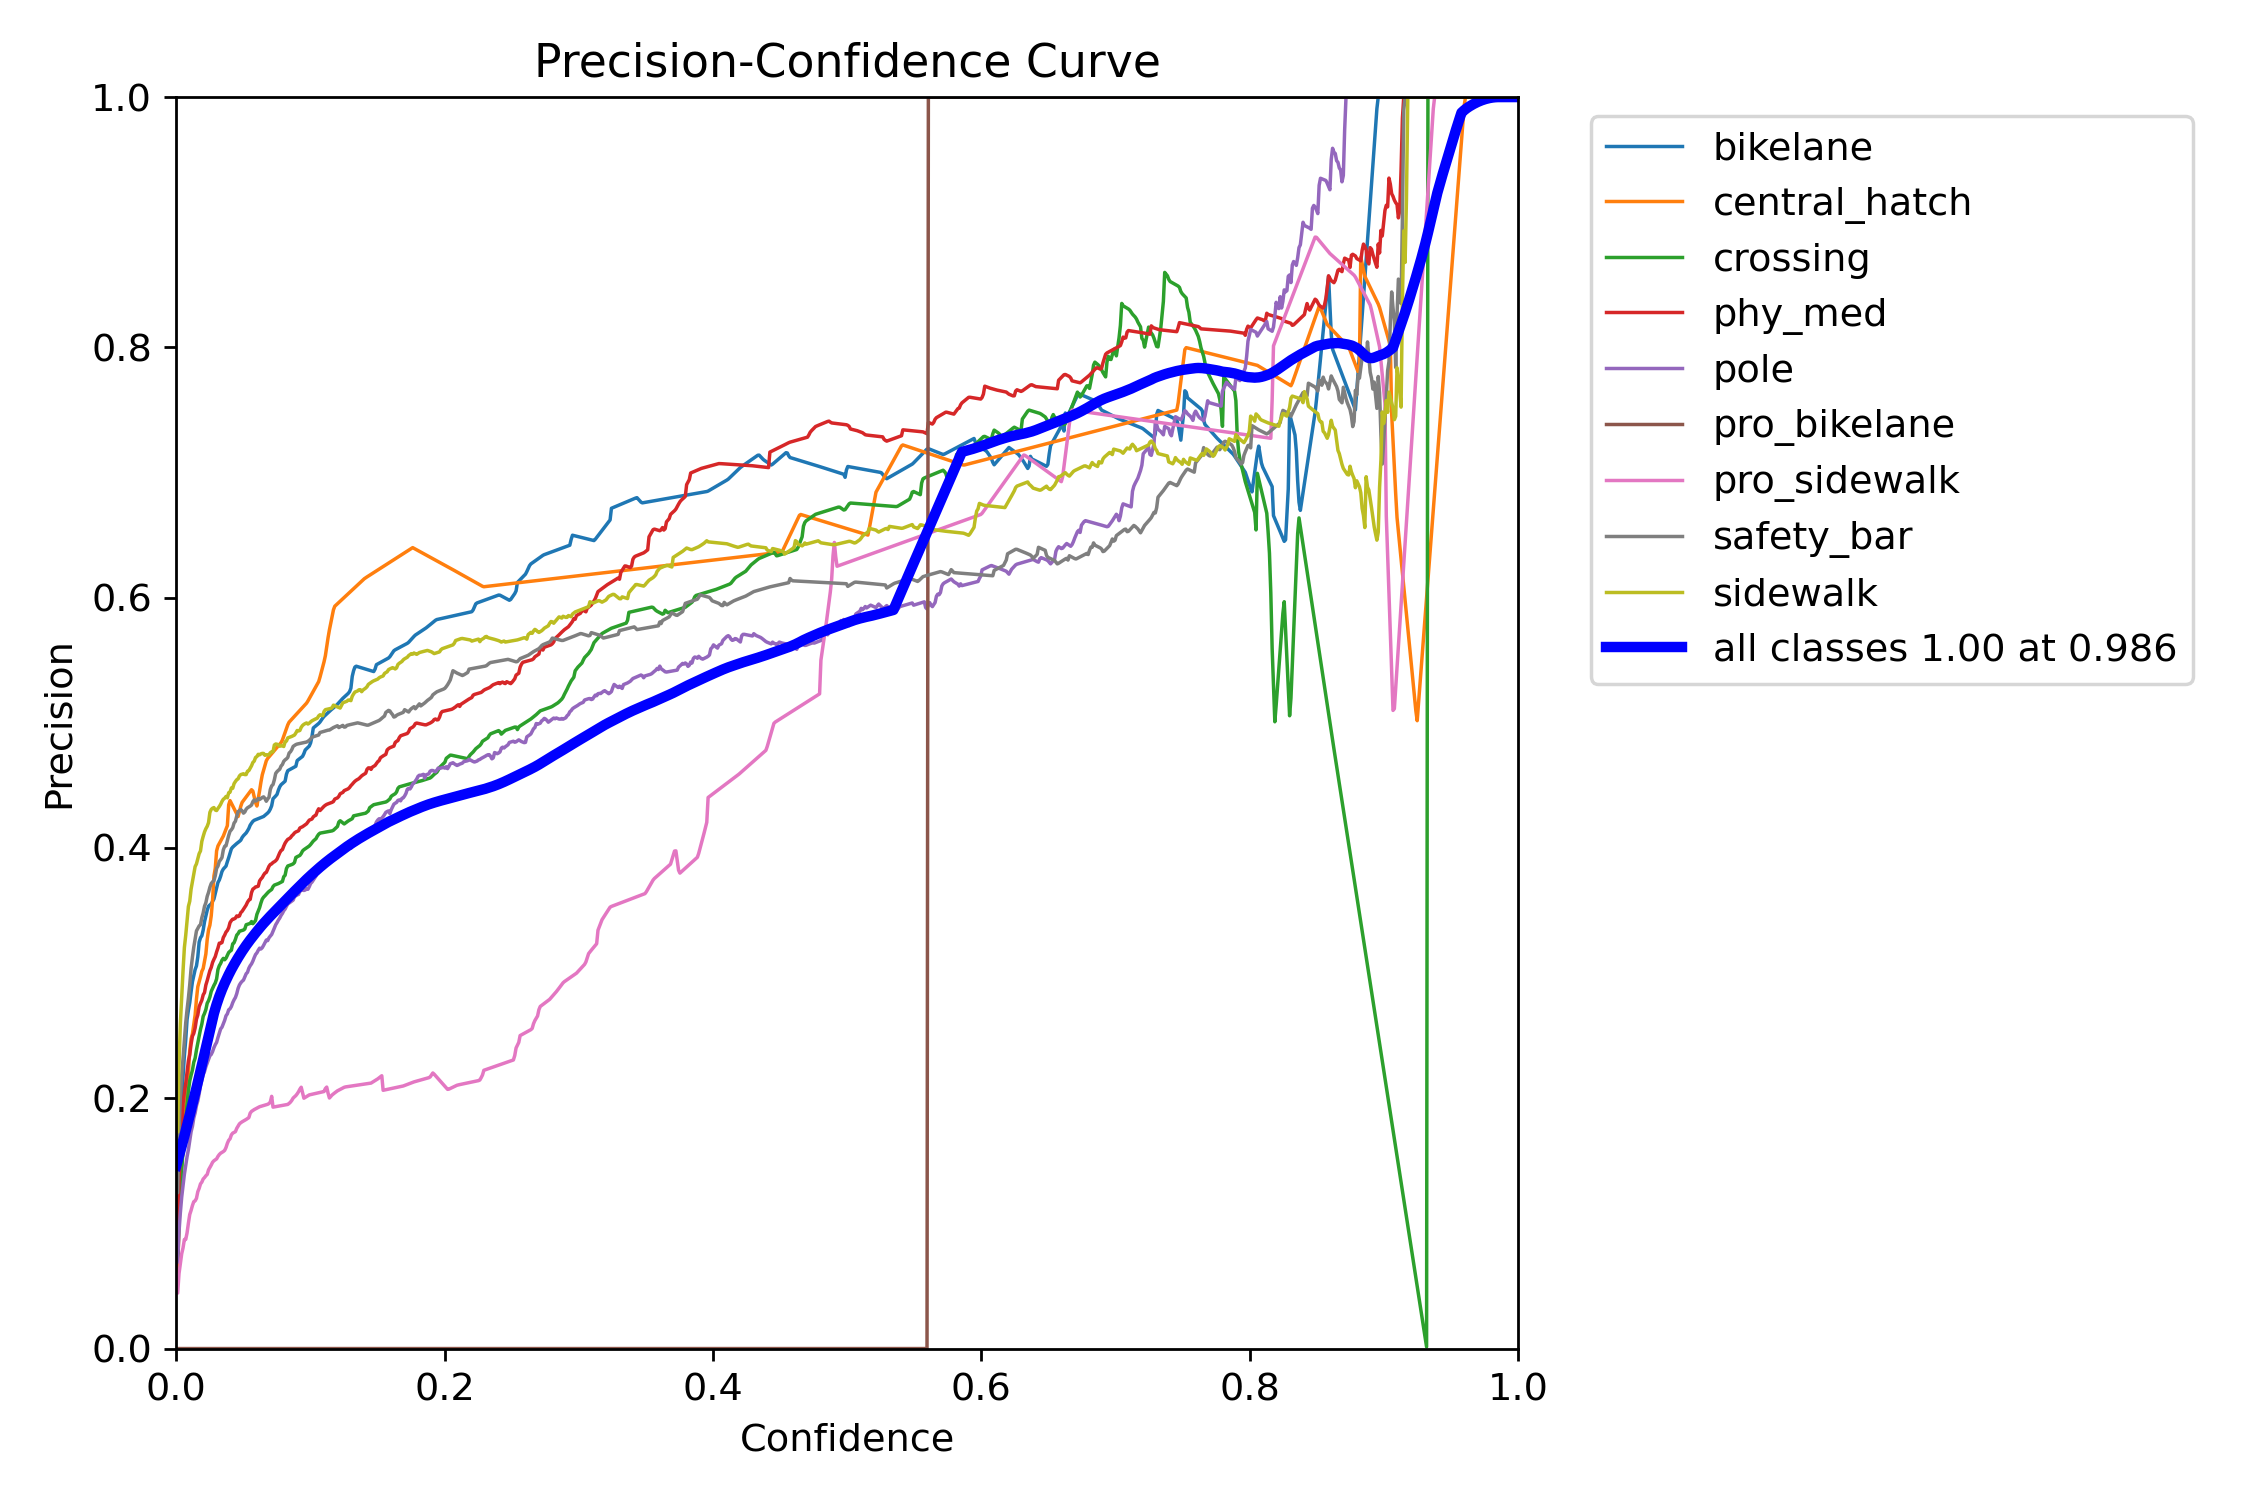 Precision-Confidence Curve
1.0
0.8
0.6
0.4
0.2
0.0
Precision
0.0 0.2 0.4 0.6 0.8 1.0
Confidence
bikelane
central_hatch
crossing
phy_med
pole
pro_bikelane
pro_sidewalk
safety_bar
sidewalk
all classes 1.00 at 0.986